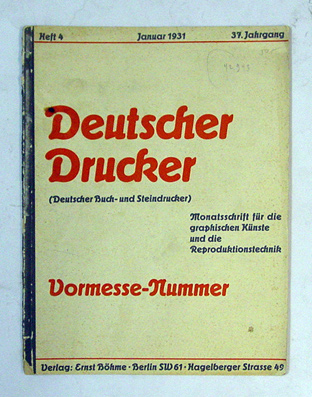 Heft 4 Januar 1931 37. Jahrgang
Deutscher
Drucker
(Deutscher Buch- und Steindrucker)
Monatsschrift für die
graphischen Künste
und die
Reproduktionstechnik
Vormesse-Nummer
Verlag: Ernst Böhme · Berlin SW 61 · Hagelberger Strasse 49